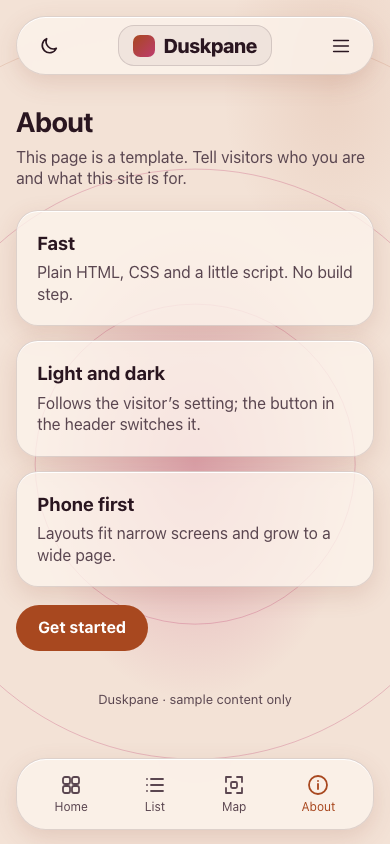 Duskpane
About
This page is a template. Tell visitors who you are
and what this site is for.
Fast
Plain HTML, CSS and a little script. No build
step.
Light and dark
Follows the visitor’s setting; the button in
the header switches it.
Phone first
Layouts fit narrow screens and grow to a
wide page.
Get started
Duskpane · sample content only
Home List Map About